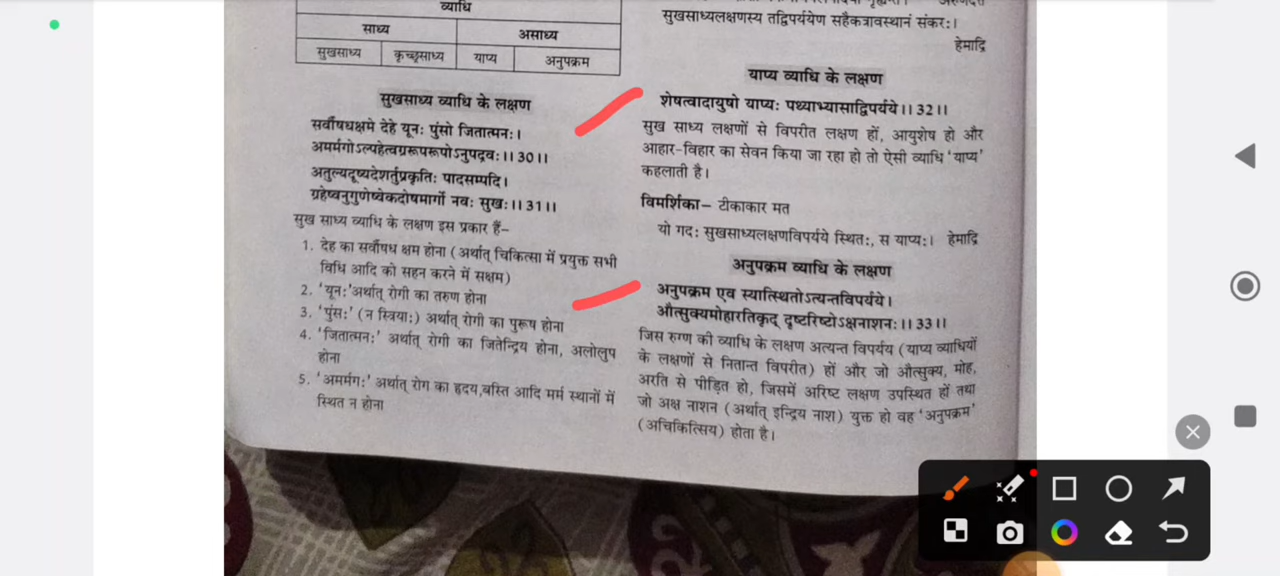 व्याधि
साध्य असाध्य
सुखसाध्य कृच्छ्रसाध्य याप्य अनुपक्रम
सुखसाध्य व्याधि के लक्षण
सर्वौषधक्षमे देहे यूनः पुंसो जितात्मनः।
अमर्मगोऽल्पहेत्वग्ररूपरूपोऽनुपद्रवः।।30।।
अतुल्यदूष्यदेशर्तुप्रकृतिः पादसम्पदि।
ग्रहेष्वनुगुणेष्वेकदोषमार्गो नवः सुखः।।31।।
सुख साध्य व्याधि के लक्षण इस प्रकार हैं–
1. देह का सर्वौषध क्षम होना (अर्थात् चिकित्सा में प्रयुक्त सभी
विधि आदि को सहन करने में सक्षम)
2. 'यूनः'अर्थात् रोगी का तरुण होना
3. 'पुंसः' (न स्त्रियाः) अर्थात् रोगी का पुरूष होना
4. 'जितात्मनः' अर्थात् रोगी का जितेन्द्रिय होना, अलोलुप
होना
5. 'अमर्मगः' अर्थात् रोग का हृदय,बस्ति आदि मर्म स्थानों में
स्थित न होना
सुखसाध्यलक्षणस्य तद्विपर्ययेण सहैकत्रावस्थानं संकरः।
हेमाद्रि
याप्य व्याधि के लक्षण
शेषत्वादायुषो याप्यः पथ्याभ्यासाद्विपर्यये।।32।।
सुख साध्य लक्षणों से विपरीत लक्षण हों, आयुशेष हो और
आहार-विहार का सेवन किया जा रहा हो तो ऐसी व्याधि 'याप्य'
कहलाती है।
विमर्शिका– टीकाकार मत
यो गदः सुखसाध्यलक्षणविपर्यये स्थितः, स याप्यः। हेमाद्रि
अनुपक्रम व्याधि के लक्षण
अनुपक्रम एव स्यात्स्थितोऽत्यन्तविपर्यये।
औत्सुक्यमोहारतिकृद् दृष्टरिष्टोऽक्षनाशनः।।33।।
जिस रुग्ण की व्याधि के लक्षण अत्यन्त विपर्यय (याप्य व्याधियों
के लक्षणों से नितान्त विपरीत) हों और जो औत्सुक्य, मोह,
अरति से पीड़ित हो, जिसमें अरिष्ट लक्षण उपस्थित हों तथा
जो अक्ष नाशन (अर्थात् इन्द्रिय नाश) युक्त हो वह 'अनुपक्रम'
(अचिकित्सिय) होता है।